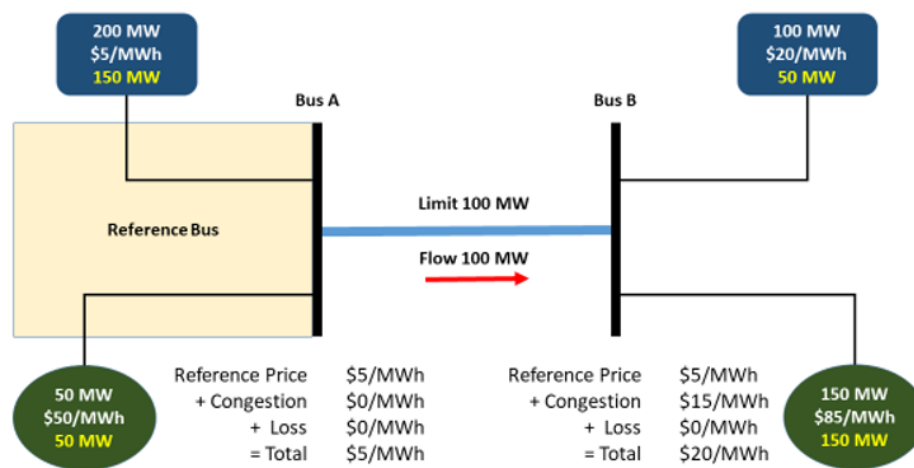 200 MW
$5/MWh
150 MW
100 MW
$20/MWh
50 MW
Bus A
Bus B
Limit 100 MW
Reference Bus
Flow 100 MW
50 MW
$50/MWh
50 MW
Reference Price $5/MWh
+ Congestion $0/MWh
+ Loss $0/MWh
= Total $5/MWh
Reference Price $5/MWh
+ Congestion $15/MWh
+ Loss $0/MWh
= Total $20/MWh
150 MW
$85/MWh
150 MW